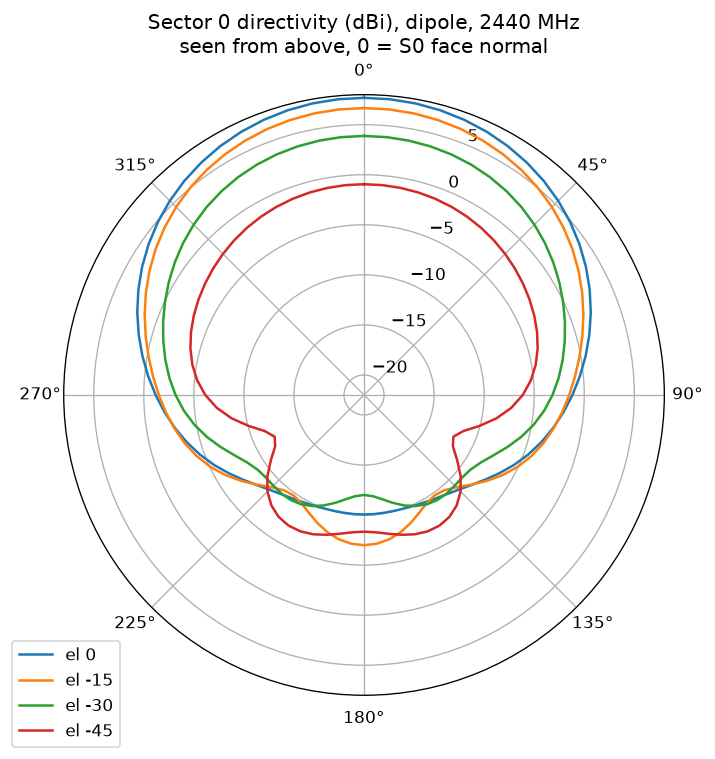 Sector 0 directivity (dBi), dipole, 2440 MHz
seen from above, 0 = S0 face normal
0°
315°
45°
5
0
−5
−10
−15
−20
270°
90°
225°
135°
180°
el 0
el -15
el -30
el -45